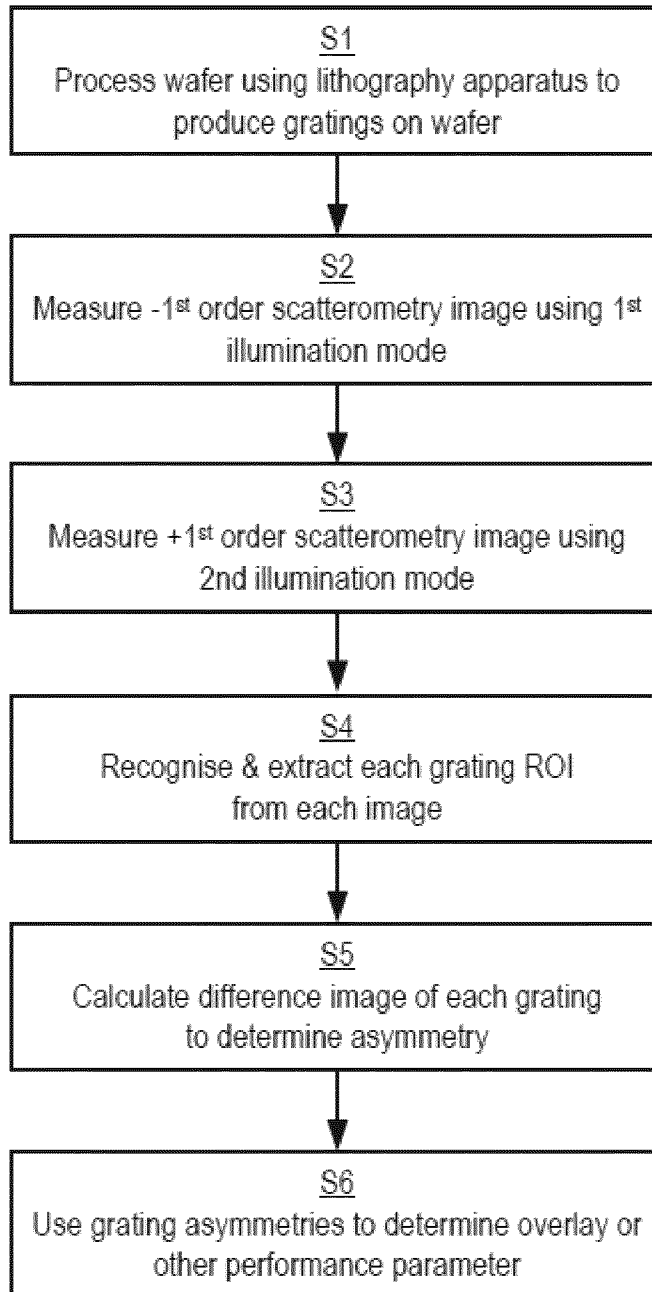 S1
Process wafer using lithography apparatus to
produce gratings on wafer
S2
Measure -1st order scatterometry image using 1st
illumination mode
S3
Measure +1st order scatterometry image using
2nd illumination mode
S4
Recognise & extract each grating ROI
from each image
S5
Calculate difference image of each grating
to determine asymmetry
S6
Use grating asymmetries to determine overlay or
other performance parameter